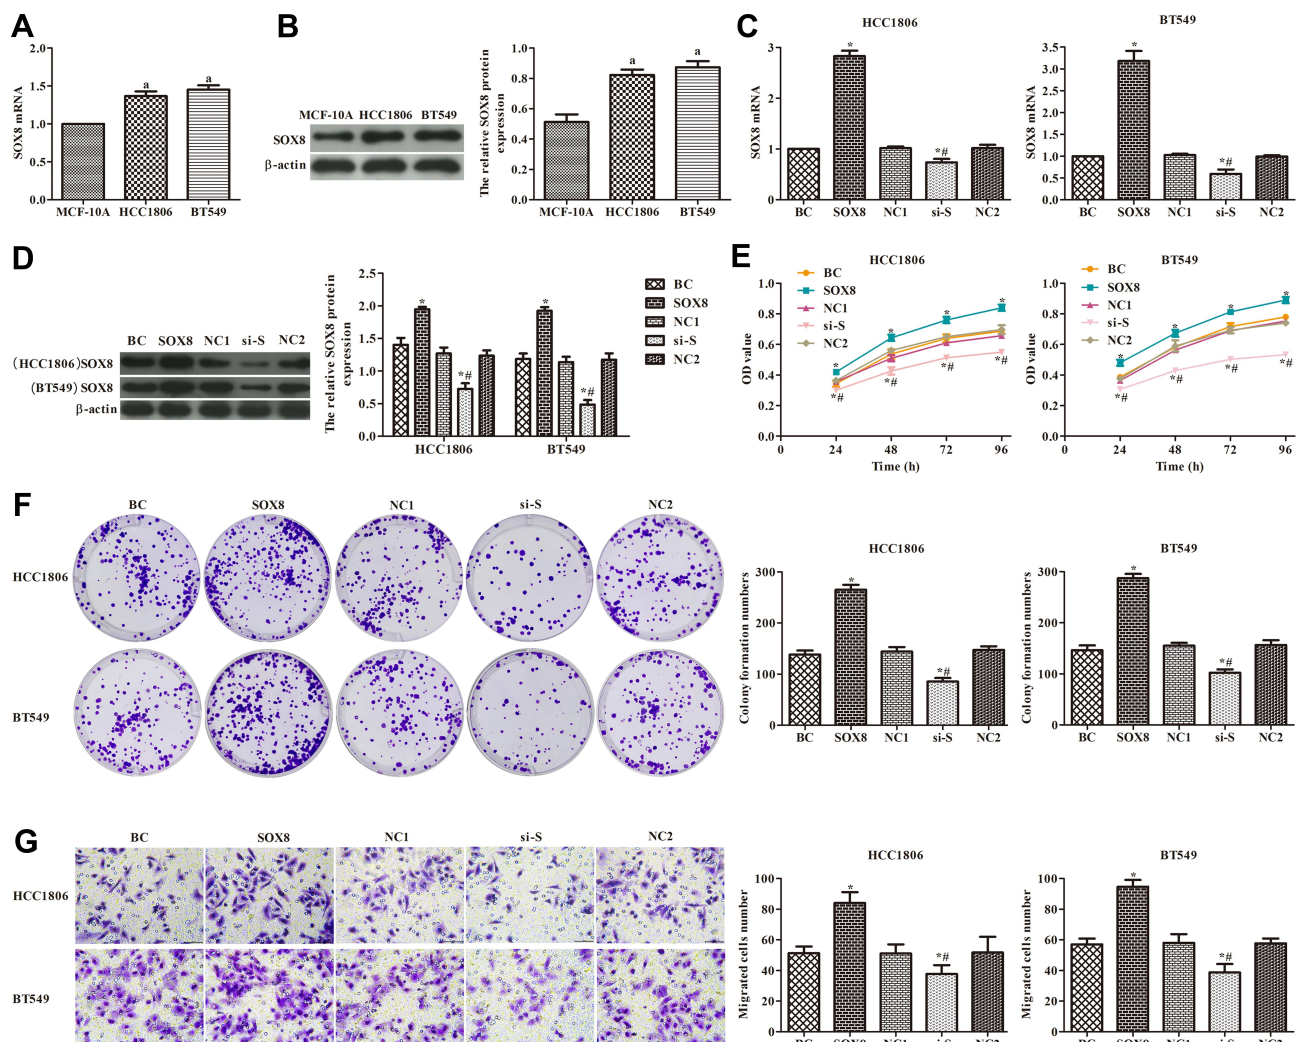 A
SOX8 mRNA
2.0
1.5
1.0
0.5
0.0
a
a
MCF-10A HCC1806 BT549
B
MCF-10A HCC1806 BT549
SOX8
β-actin
The relative SOX8 protein
expression
1.0
0.8
0.6
0.4
0.2
0.0
a
a
MCF-10A HCC1806 BT549
C
HCC1806
SOX8 mRNA
3
2
1
0
*
*#
BC SOX8 NC1 si-S NC2
BT549
SOX8 mRNA
3.5
3.0
2.5
2.0
1.5
1.0
0.5
0.0
*
*#
BC SOX8 NC1 si-S NC2
D
BC SOX8 NC1 si-S NC2
(HCC1806)SOX8
(BT549) SOX8
β-actin
The relative SOX8 protein
expression
2.5
2.0
1.5
1.0
0.5
0.0
*
*#
*
*#
HCC1806 BT549
BC
SOX8
NC1
si-S
NC2
E
HCC1806
OD value
1.0
0.8
0.6
0.4
0.2
0.0
BC
SOX8
NC1
si-S
NC2
* * * *
*# *# *# *#
0 24 48 72 96
Time (h)
BT549
OD value
1.0
0.8
0.6
0.4
0.2
0.0
BC
SOX8
NC1
si-S
NC2
* * * *
*# *# *# *#
0 24 48 72 96
Time (h)
F
BC SOX8 NC1 si-S NC2
HCC1806
BT549
HCC1806
Colony formation numbers
300
200
100
0
*
*#
BC SOX8 NC1 si-S NC2
BT549
Colony formation numbers
300
200
100
0
*
*#
BC SOX8 NC1 si-S NC2
G
BC SOX8 NC1 si-S NC2
HCC1806
BT549
HCC1806
Migrated cells number
100
80
60
40
20
0
*
*#
BC SOX8 NC1 si-S NC2
BT549
Migrated cells number
100
80
60
40
20
0
*
*#
BC SOX8 NC1 si-S NC2